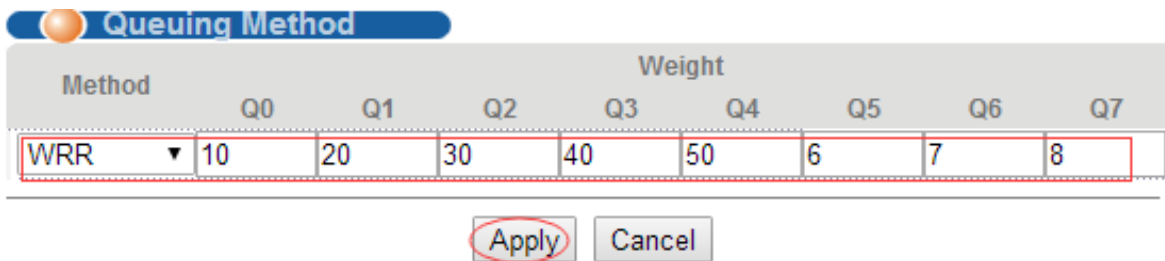 Queuing Method
Method Weight
Q0 Q1 Q2 Q3 Q4 Q5 Q6 Q7
WRR 10 20 30 40 50 6 7 8
Apply Cancel